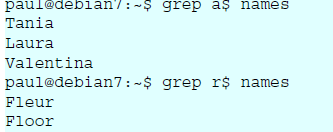 paul@debian7:~$ grep a$ names
Tania
Laura
Valentina
paul@debian7:~$ grep r$ names
Fleur
Floor